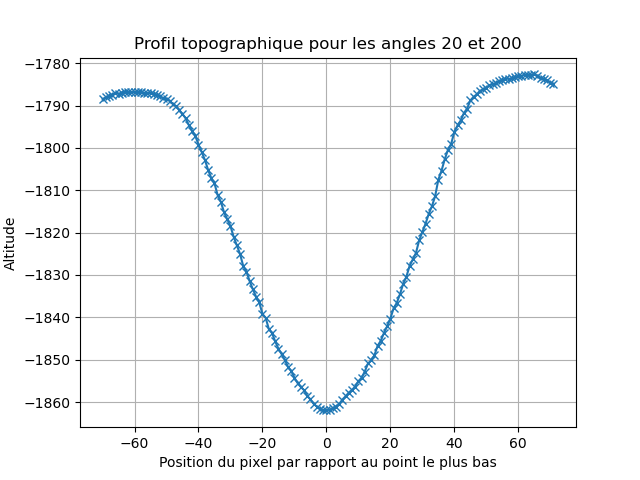 Profil topographique pour les angles 20 et 200
−1780
−1790
−1800
−1810
−1820
−1830
−1840
−1850
−1860
Altitude
−60 −40 −20 0 20 40 60
Position du pixel par rapport au point le plus bas